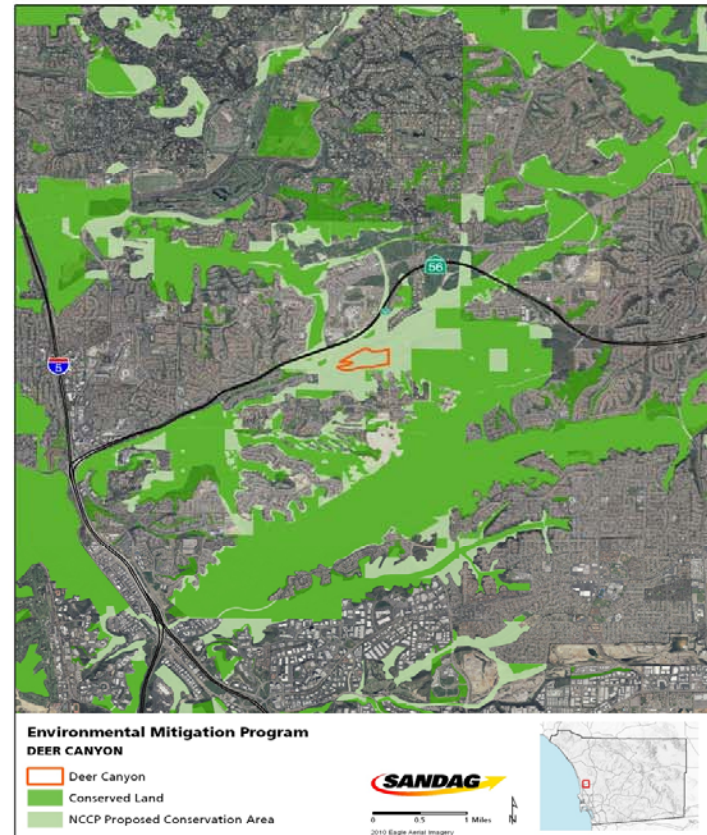 56
5
Environmental Mitigation Program
DEER CANYON
Deer Canyon
Conserved Land
NCCP Proposed Conservation Area
SANDAG
0 0.5 1 Miles
N
2010 Eagle Aerial Imagery